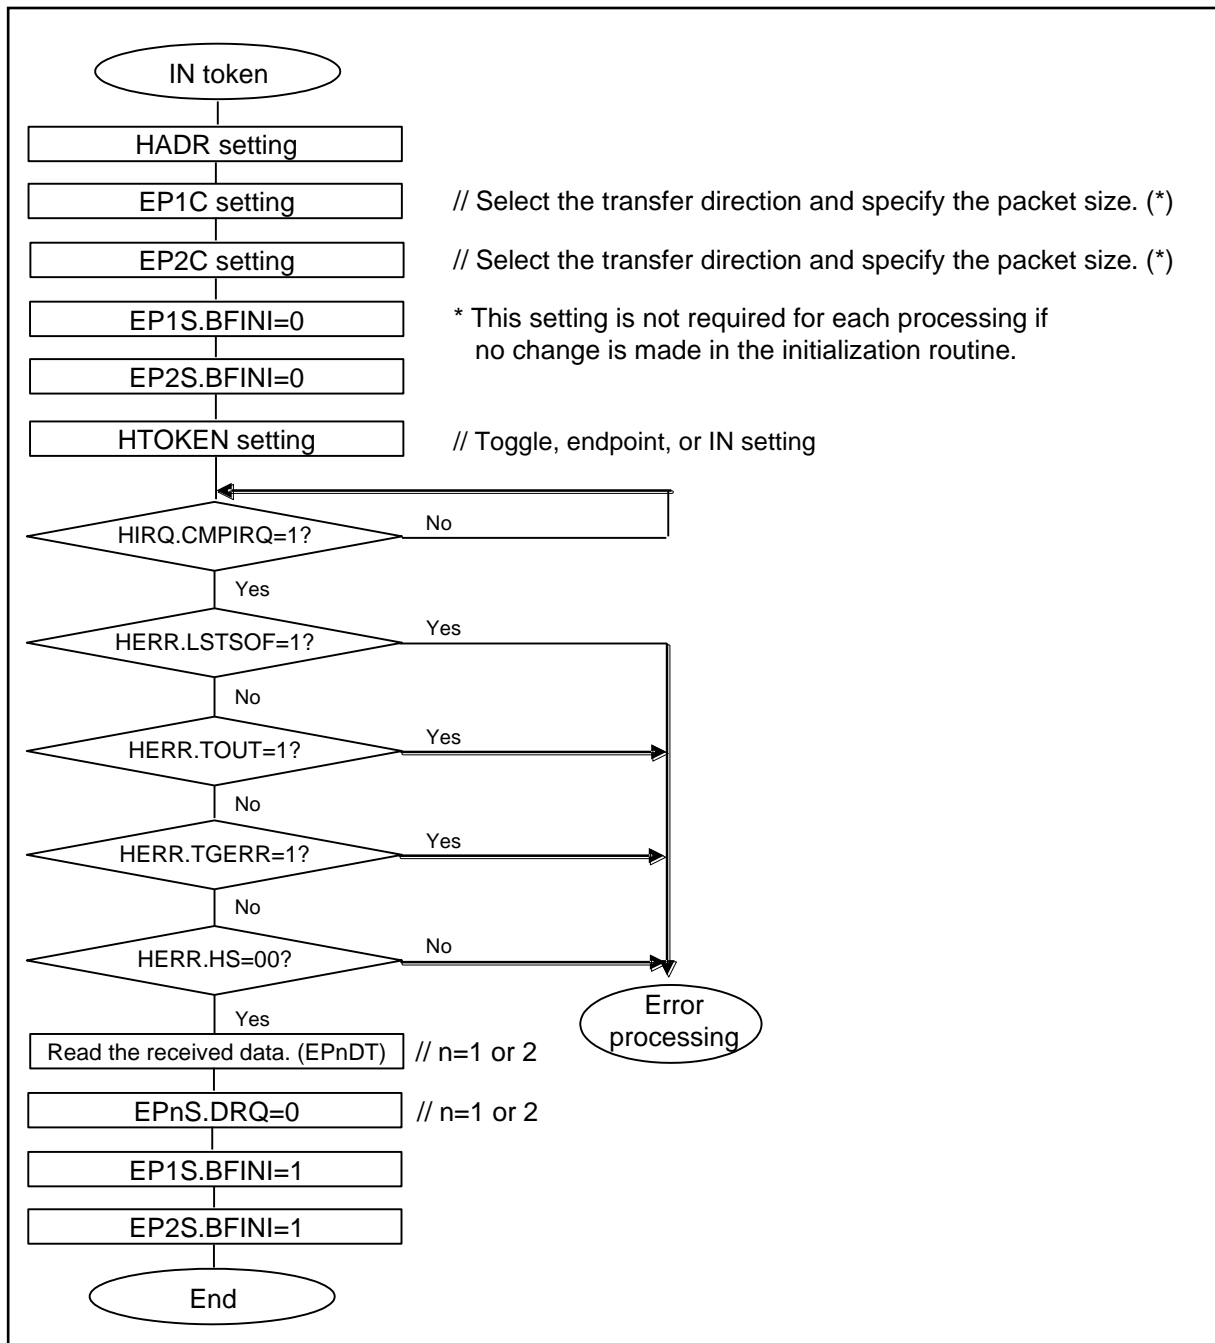 IN token
HADR setting
EP1C setting
// Select the transfer direction and specify the packet size. (*)
EP2C setting
// Select the transfer direction and specify the packet size. (*)
EP1S.BFINI=0
* This setting is not required for each processing if
no change is made in the initialization routine.
EP2S.BFINI=0
HTOKEN setting
// Toggle, endpoint, or IN setting
HIRQ.CMPIRQ=1?
No
Yes
HERR.LSTSOF=1?
Yes
No
HERR.TOUT=1?
Yes
No
HERR.TGERR=1?
Yes
No
HERR.HS=00?
No
Yes
Error
processing
Read the received data. (EPnDT)
// n=1 or 2
EPnS.DRQ=0
// n=1 or 2
EP1S.BFINI=1
EP2S.BFINI=1
End